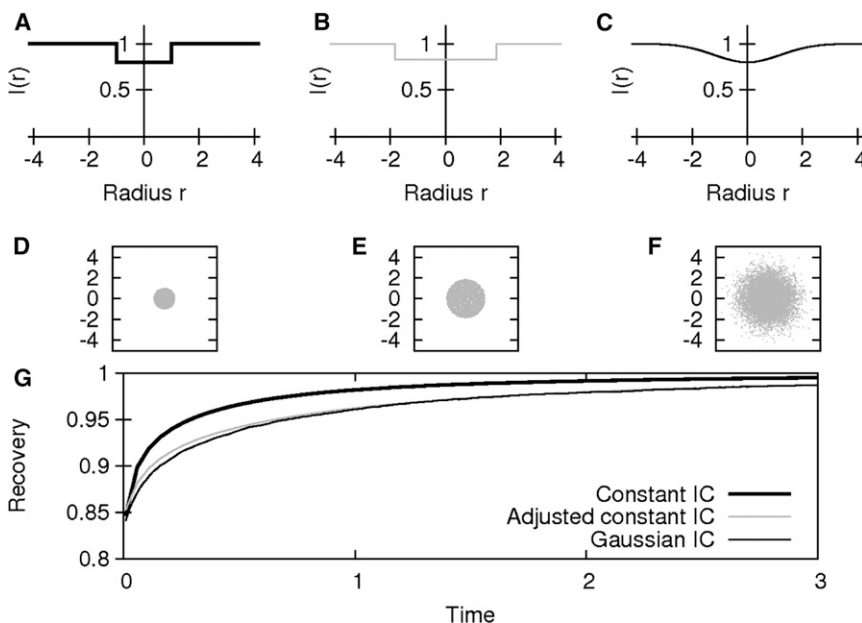 A
I(r)
1
0.5
-4 -2 0 2 4
Radius r
B
I(r)
1
0.5
-4 -2 0 2 4
Radius r
C
I(r)
1
0.5
-4 -2 0 2 4
Radius r
D
4
2
0
-2
-4
E
4
2
0
-2
-4
F
4
2
0
-2
-4
G
Recovery
1
0.95
0.9
0.85
0.8
Constant IC
Adjusted constant IC
Gaussian IC
0 1 2 3
Time